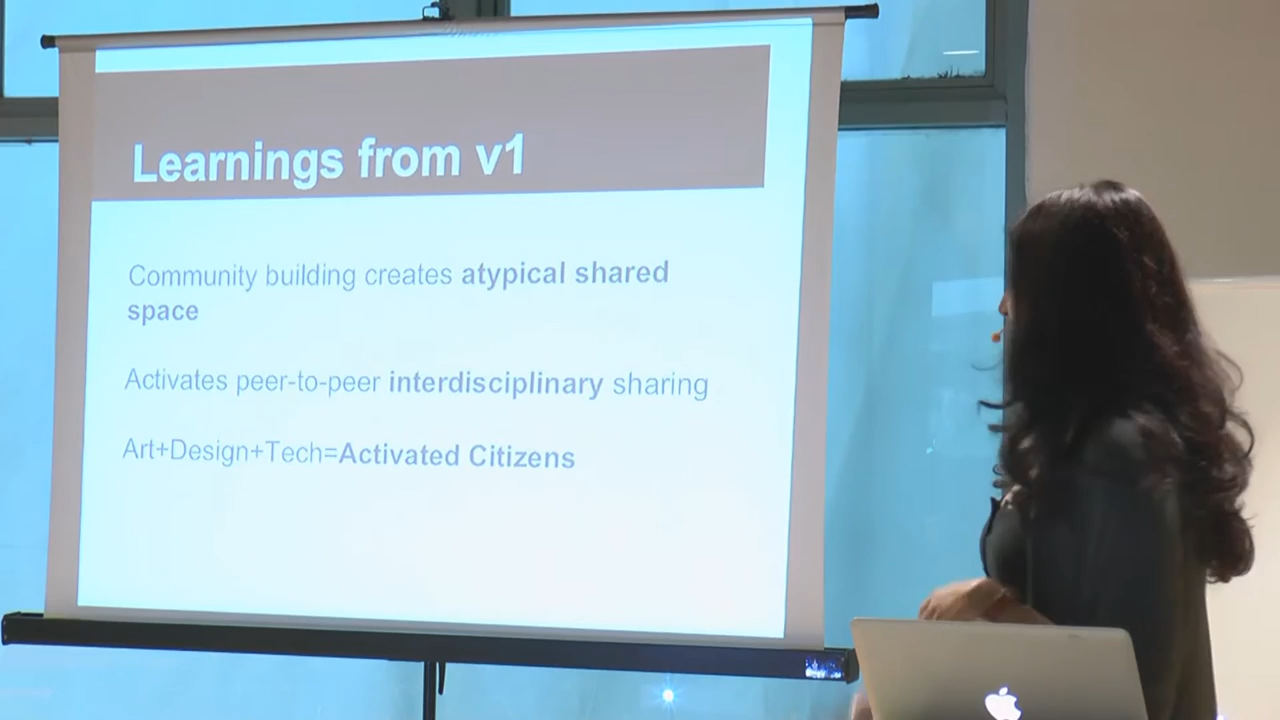 Learnings from v1
Community building creates atypical shared
space
Activates peer-to-peer interdisciplinary sharing
Art+Design+Tech=Activated Citizens